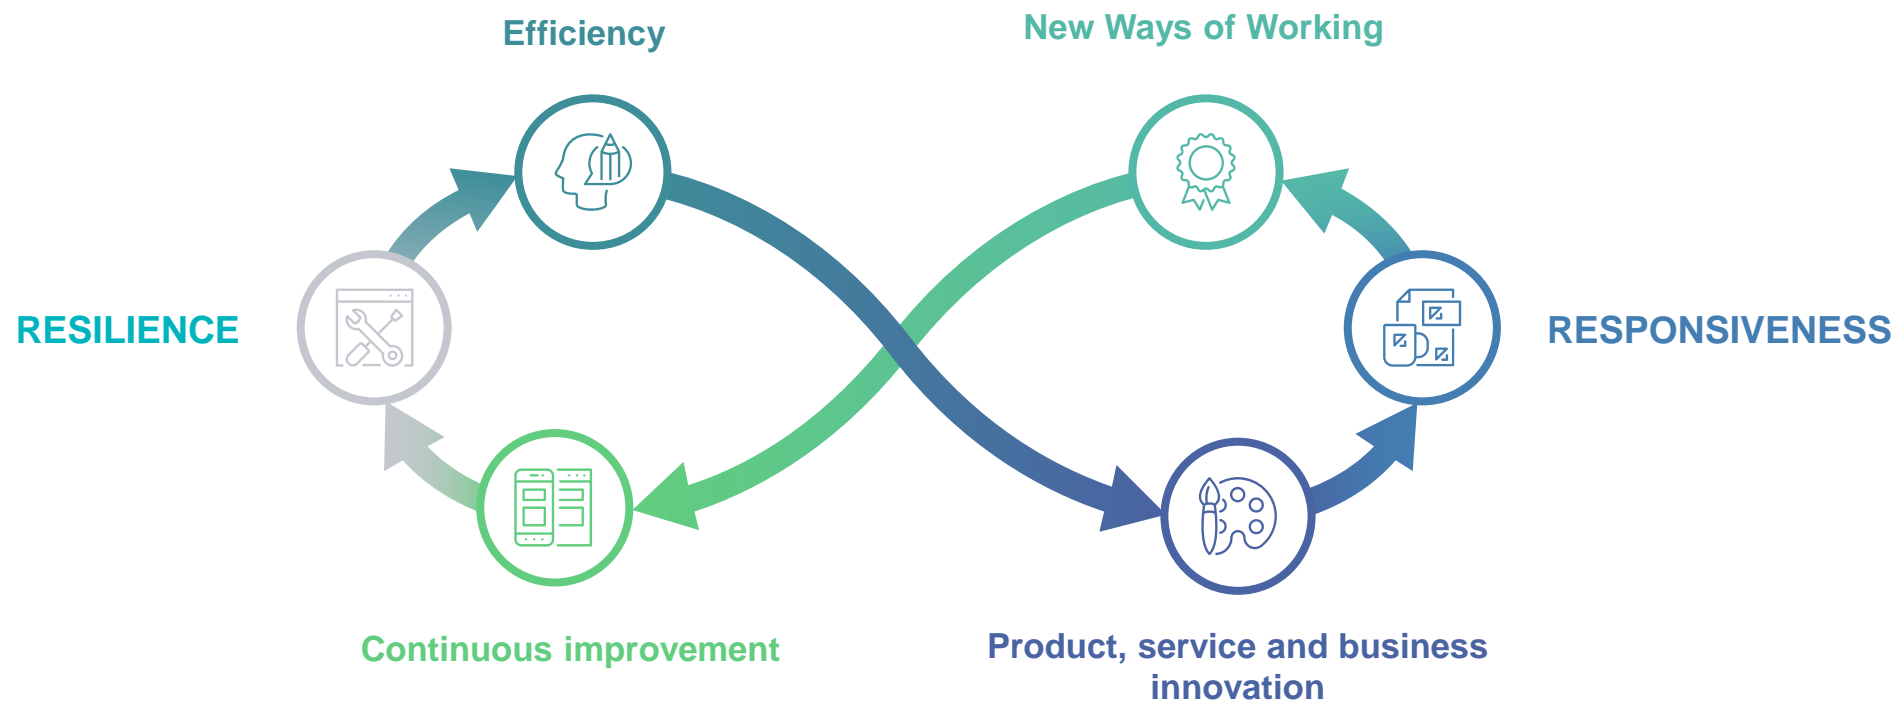 Efficiency
New Ways of Working
RESILIENCE
RESPONSIVENESS
Continuous improvement
Product, service and business
innovation